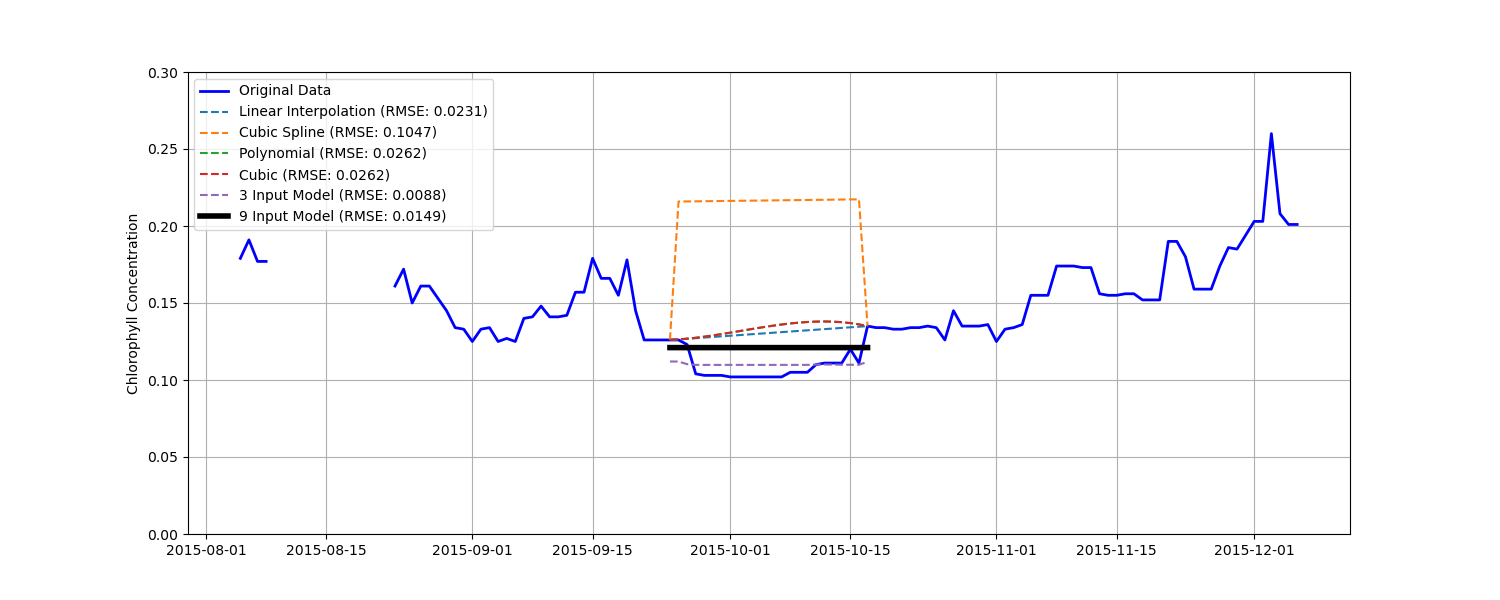 0.30
0.25
0.20
0.15
0.10
0.05
0.00
Chlorophyll Concentration
Original Data
Linear Interpolation (RMSE: 0.0231)
Cubic Spline (RMSE: 0.1047)
Polynomial (RMSE: 0.0262)
Cubic (RMSE: 0.0262)
3 Input Model (RMSE: 0.0088)
9 Input Model (RMSE: 0.0149)
2015-08-01 2015-08-15 2015-09-01 2015-09-15 2015-10-01 2015-10-15 2015-11-01 2015-11-15 2015-12-01